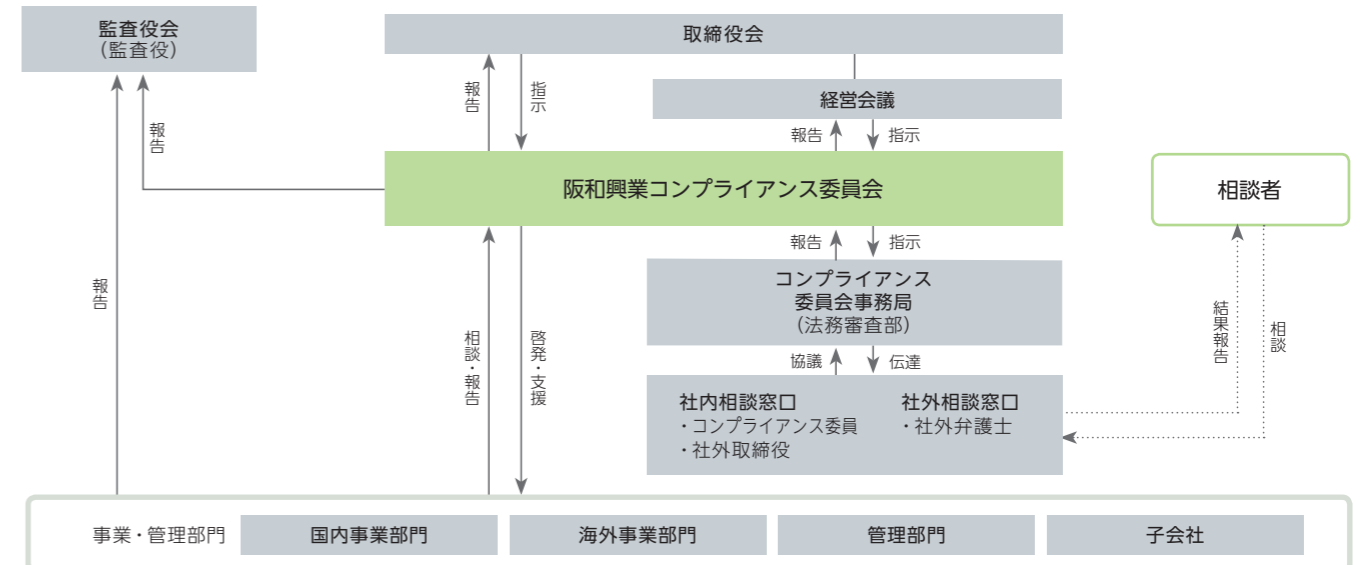 監査役会
（監査役）
取締役会
経営会議
報告
指示
報告
報告
指示
阪和興業コンプライアンス委員会
相談者
報告
指示
コンプライアンス
委員会事務局
（法務審査部）
報告
相談・報告
啓発・支援
協議
伝達
結果報告
相談
社内相談窓口
・コンプライアンス委員
・社外取締役
社外相談窓口
・社外弁護士
事業・管理部門
国内事業部門
海外事業部門
管理部門
子会社